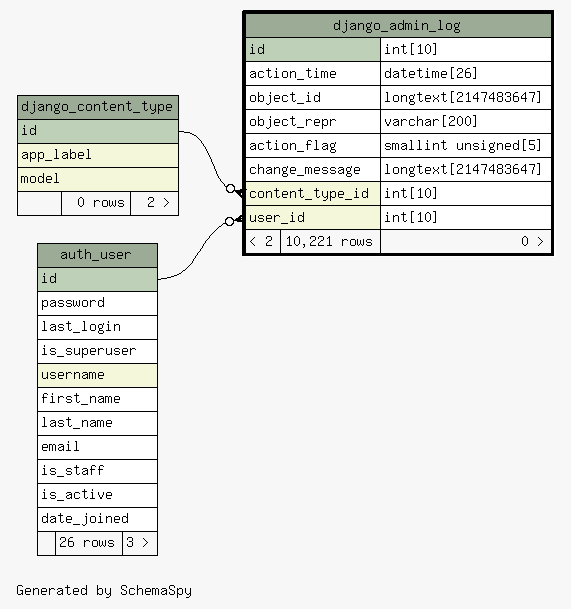 django_admin_log
id int[10]
action_time datetime[26]
object_id longtext[2147483647]
object_repr varchar[200]
action_flag smallint unsigned[5]
change_message longtext[2147483647]
content_type_id int[10]
user_id int[10]
< 2 10,221 rows 0 >
django_content_type
id
app_label
model
0 rows 2 >
auth_user
id
password
last_login
is_superuser
username
first_name
last_name
email
is_staff
is_active
date_joined
26 rows 3 >
Generated by SchemaSpy